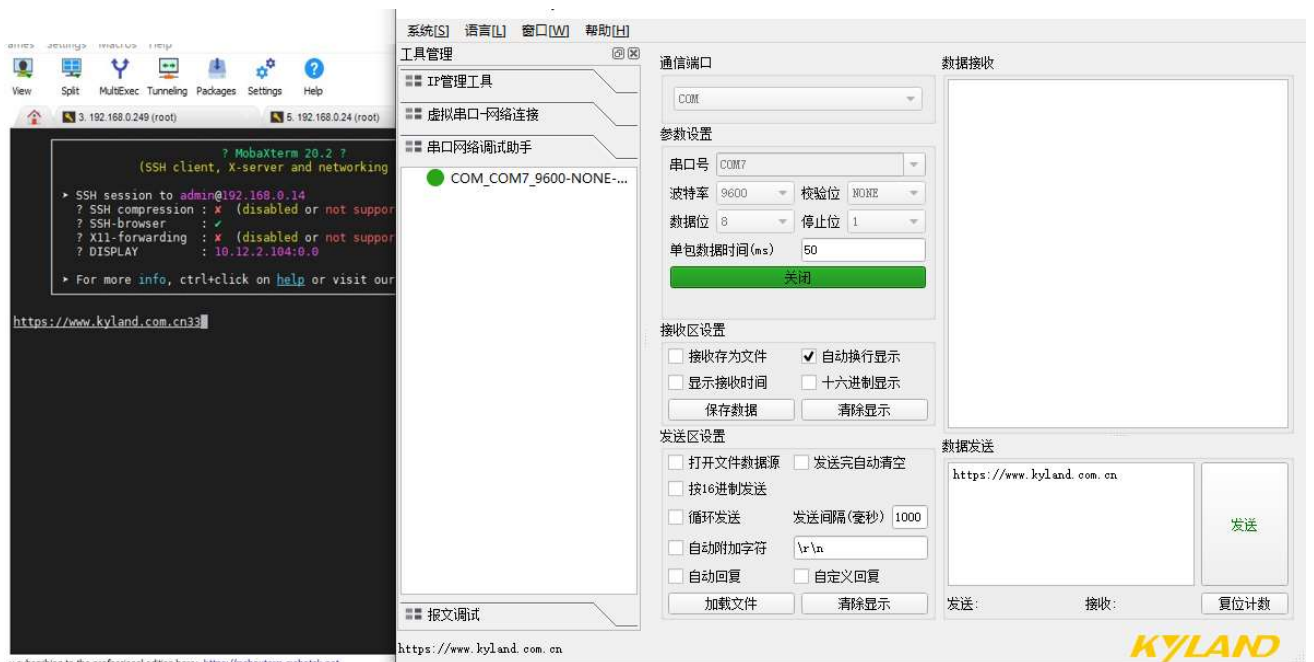 View Split MultiExec Tunneling Packages Settings Help
3. 192.168.0.249 (root) 5. 192.168.0.24 (root)
? MobaXterm 20.2 ?
(SSH client, X-server and networking
► SSH session to admin@192.168.0.14
? SSH compression : ✘ (disabled or not suppor
? SSH-browser : ✔
? X11-forwarding : ✘ (disabled or not suppor
? DISPLAY : 10.12.2.104:0.0
► For more info, ctrl+click on help or visit our
https://www.kyland.com.cn33
系统[S] 语言[L] 窗口[W] 帮助[H]
工具管理
IP管理工具
虚拟串口-网络连接
串口网络调试助手
COM_COM7_9600-NONE-...
报文调试
https://www.kyland.com.cn
通信端口
COM
参数设置
串口号 COM7
波特率 9600 校验位 NONE
数据位 8 停止位 1
单包数据时间(ms) 50
关闭
接收区设置
接收存为文件 自动换行显示
显示接收时间 十六进制显示
保存数据 清除显示
发送区设置
打开文件数据源 发送完自动清空
按16进制发送
循环发送 发送间隔(毫秒) 1000
自动附加字符 \r\n
自动回复 自定义回复
加载文件 清除显示
数据接收
数据发送
https://www.kyland.com.cn
发送
发送: 接收: 复位计数
KYLAND